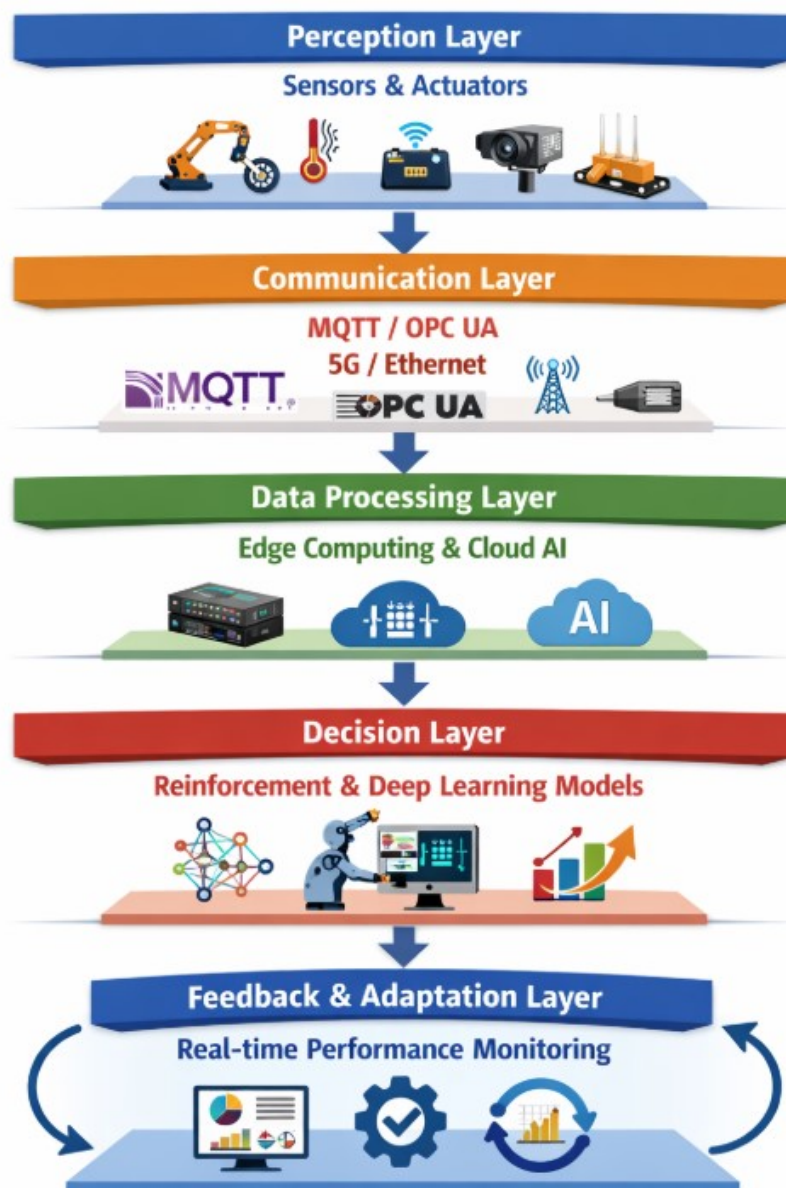 Perception Layer
Sensors & Actuators
Communication Layer
MQTT / OPC UA
5G / Ethernet
MQTT
OPC UA
Data Processing Layer
Edge Computing & Cloud AI
AI
Decision Layer
Reinforcement & Deep Learning Models
Feedback & Adaptation Layer
Real-time Performance Monitoring